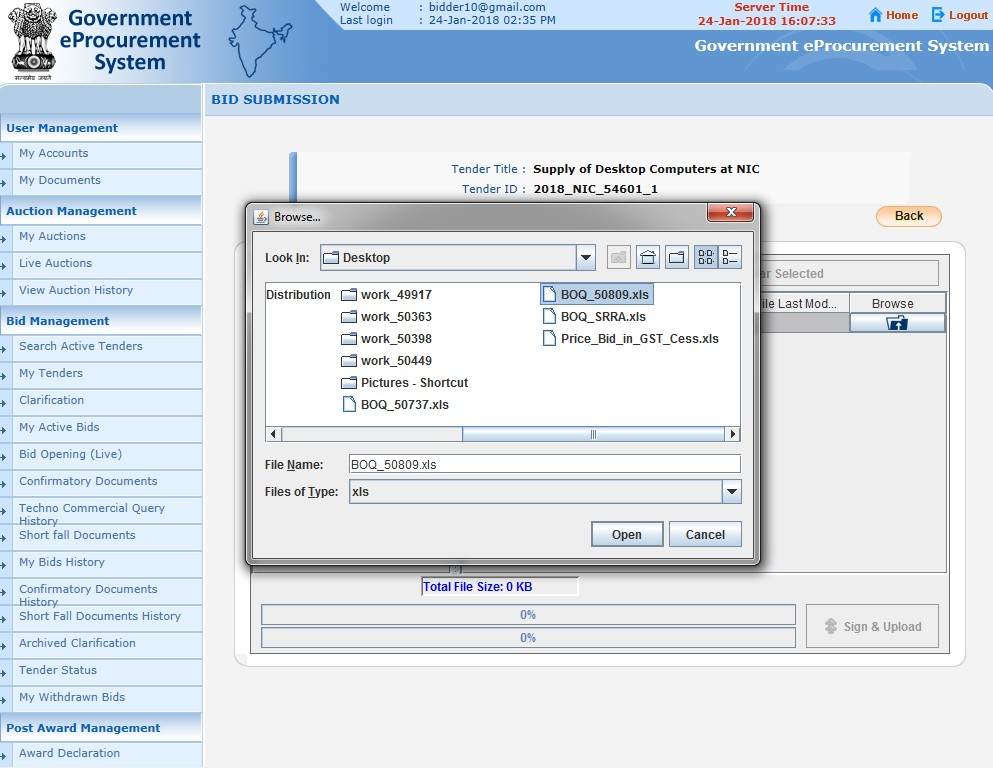 Government
eProcurement
System
सत्यमेव जयते
Welcome : bidder10@gmail.com
Last login : 24-Jan-2018 02:35 PM
Server Time
24-Jan-2018 16:07:33
Home
Logout
Government eProcurement System
BID SUBMISSION
User Management
My Accounts
My Documents
Auction Management
My Auctions
Live Auctions
View Auction History
Bid Management
Search Active Tenders
My Tenders
Clarification
My Active Bids
Bid Opening (Live)
Confirmatory Documents
Techno Commercial Query
History
Short fall Documents
My Bids History
Confirmatory Documents
History
Short Fall Documents History
Archived Clarification
Tender Status
My Withdrawn Bids
Post Award Management
Award Declaration
Tender Title : Supply of Desktop Computers at NIC
Tender ID : 2018_NIC_54601_1
Back
Browse...
Look In: Desktop
Distribution
work_49917
work_50363
work_50398
work_50449
Pictures - Shortcut
BOQ_50737.xls
BOQ_50809.xls
BOQ_SRRA.xls
Price_Bid_in_GST_Cess.xls
File Name: BOQ_50809.xls
Files of Type: xls
Open
Cancel
ar Selected
ile Last Mod...
Browse
Total File Size: 0 KB
0%
0%
Sign & Upload